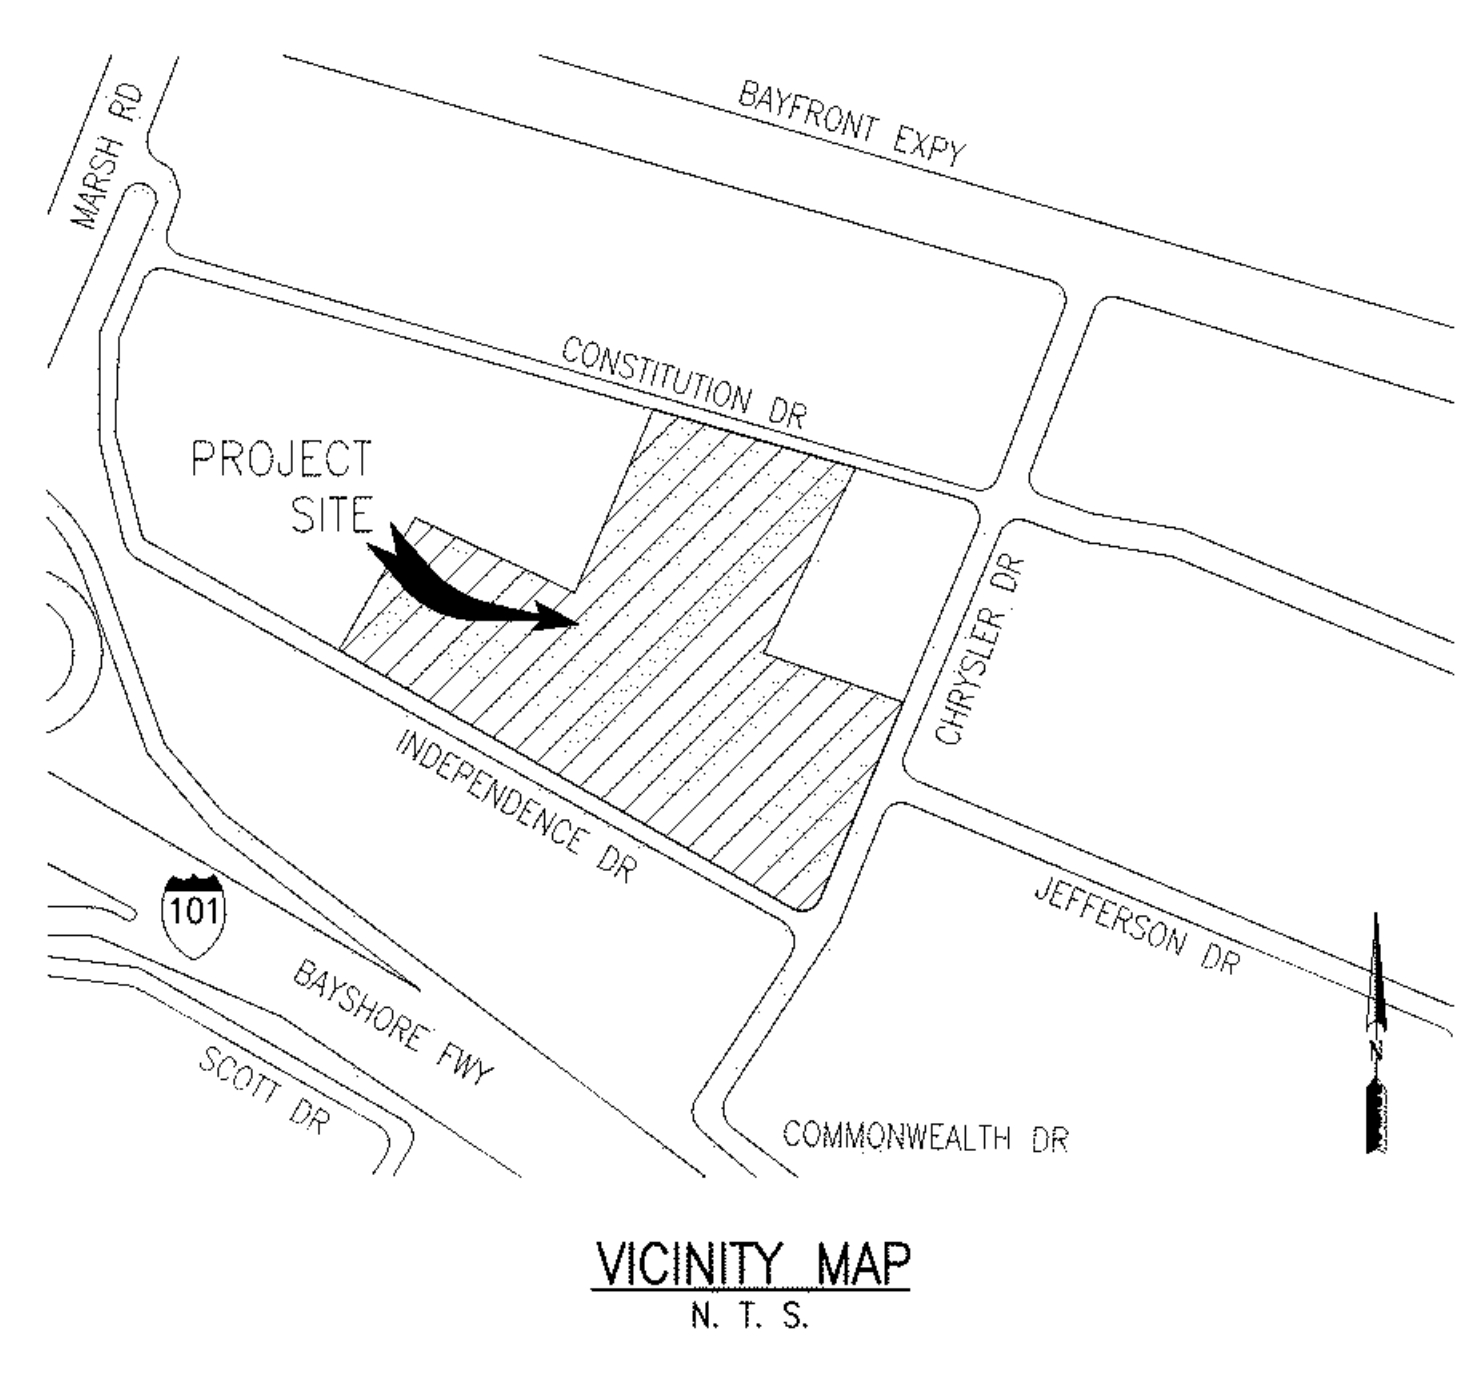 BAYFRONT EXPY
MARSH RD
CONSTITUTION DR
PROJECT
SITE
CHRYSLER DR
INDEPENDENCE DR
JEFFERSON DR
101
BAYSHORE FWY
SCOTT DR
N
COMMONWEALTH DR
VICINITY MAP
N. T. S.